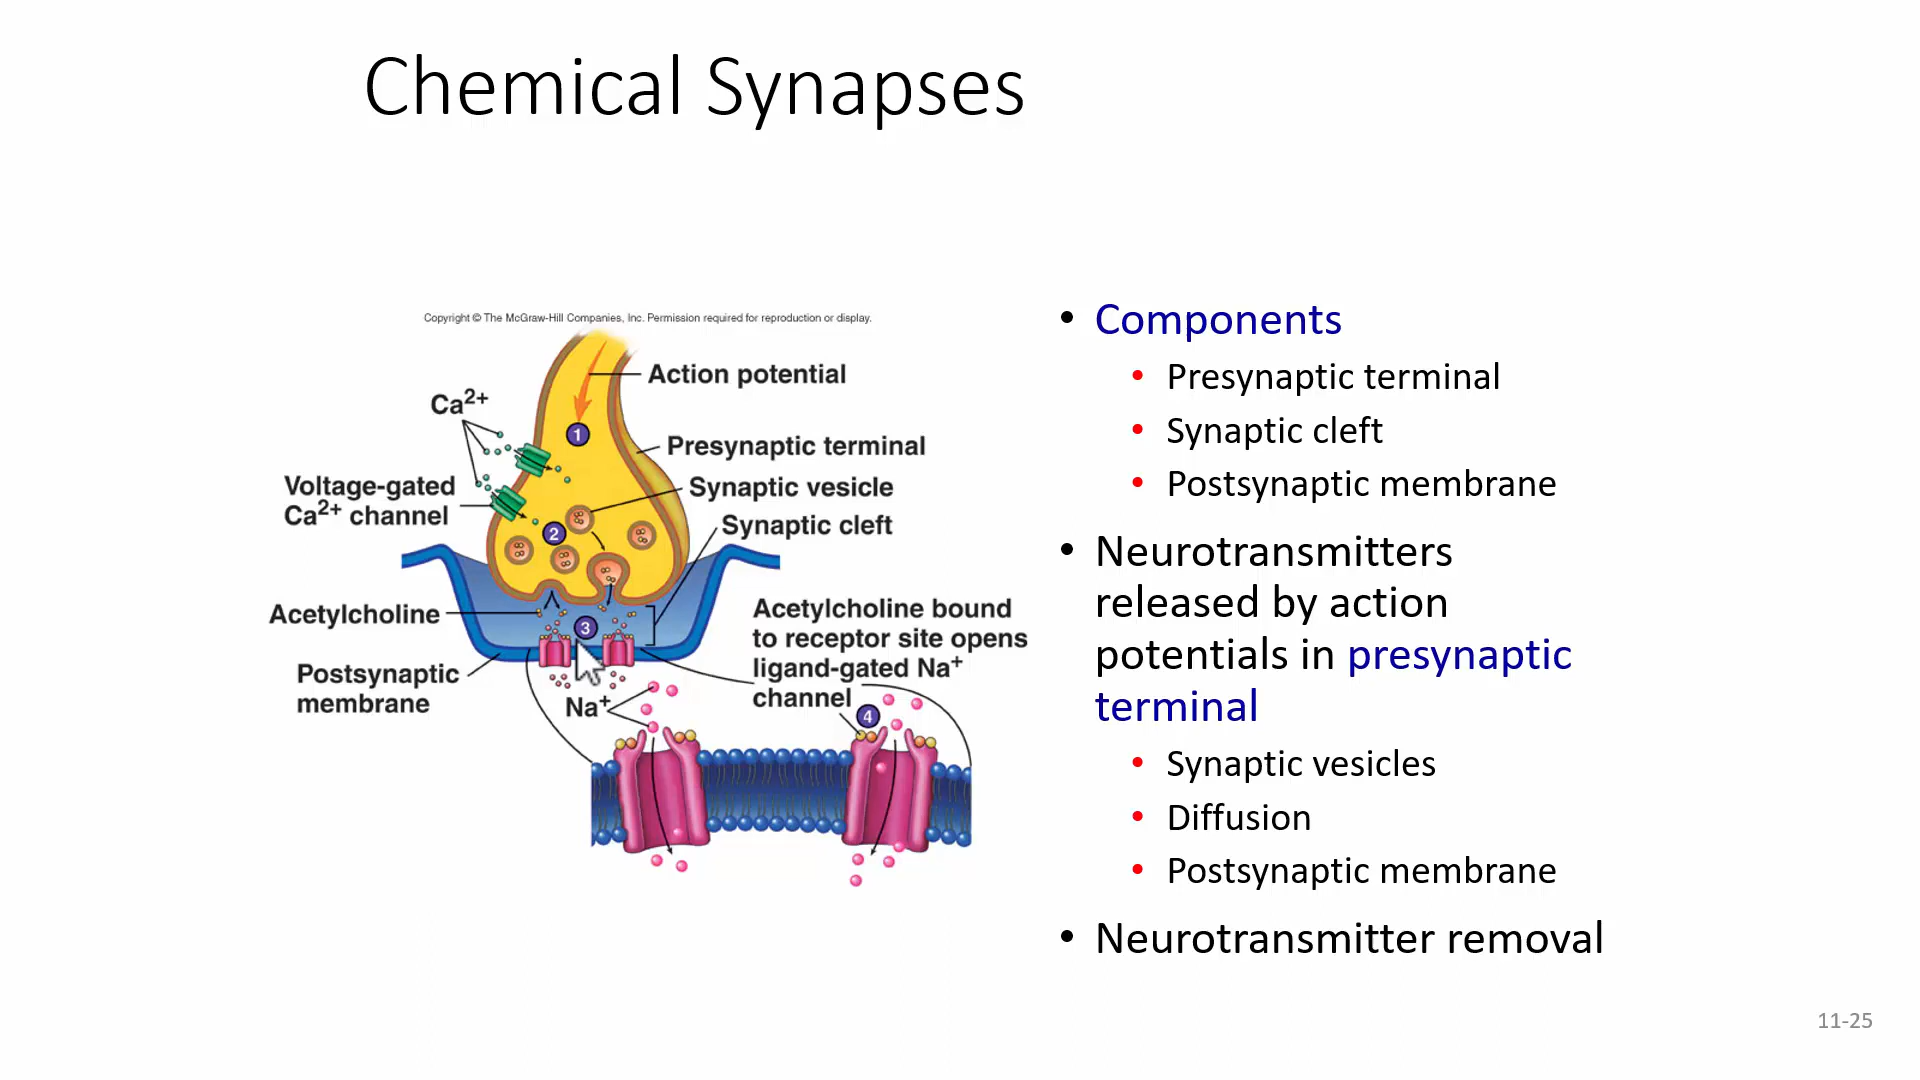 Chemical Synapses
Copyright © The McGraw-Hill Companies, Inc. Permission required for reproduction or display.
Action potential
Ca2+
Presynaptic terminal
Voltage-gated
Ca2+ channel
Synaptic vesicle
Synaptic cleft
1
2
3
Acetylcholine
Acetylcholine bound
to receptor site opens
ligand-gated Na+
channel
4
Postsynaptic
membrane
Na+
• Components
• Presynaptic terminal
• Synaptic cleft
• Postsynaptic membrane
• Neurotransmitters
released by action
potentials in presynaptic
terminal
• Synaptic vesicles
• Diffusion
• Postsynaptic membrane
• Neurotransmitter removal
11-25